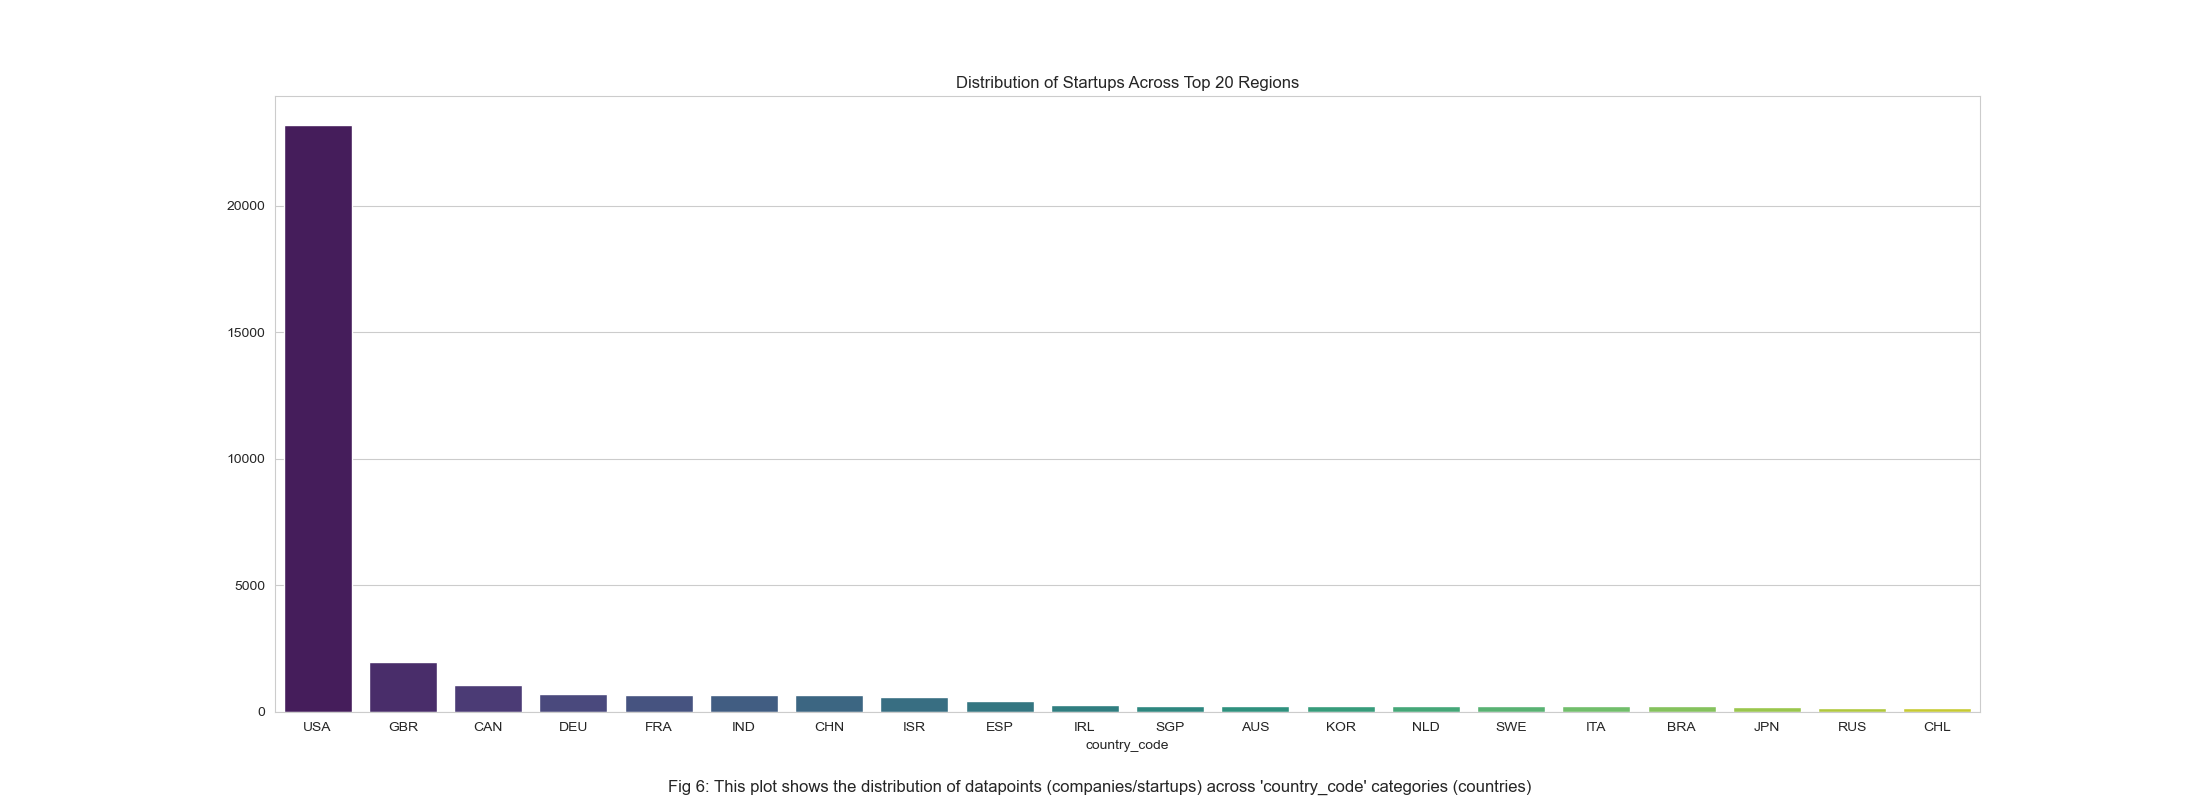 Distribution of Startups Across Top 20 Regions
20000
15000
10000
5000
0
USA GBR CAN DEU FRA IND CHN ISR ESP IRL SGP AUS KOR NLD SWE ITA BRA JPN RUS CHL
country_code
Fig 6: This plot shows the distribution of datapoints (companies/startups) across 'country_code' categories (countries)